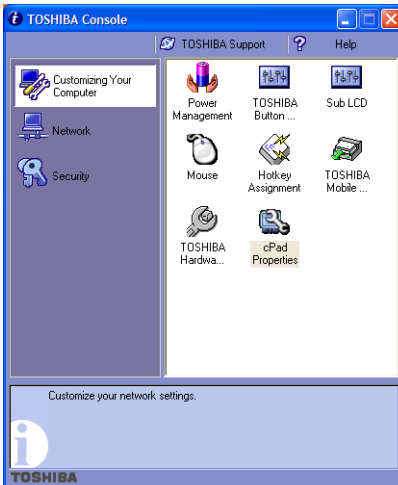 TOSHIBA Console
TOSHIBA Support
?
Help
Customizing Your
Computer
Network
Security
Power
Management
TOSHIBA
Button ...
Sub LCD
Mouse
Hotkey
Assignment
TOSHIBA
Mobile ...
TOSHIBA
Hardwa...
cPad
Properties
Customize your network settings.
i
TOSHIBA